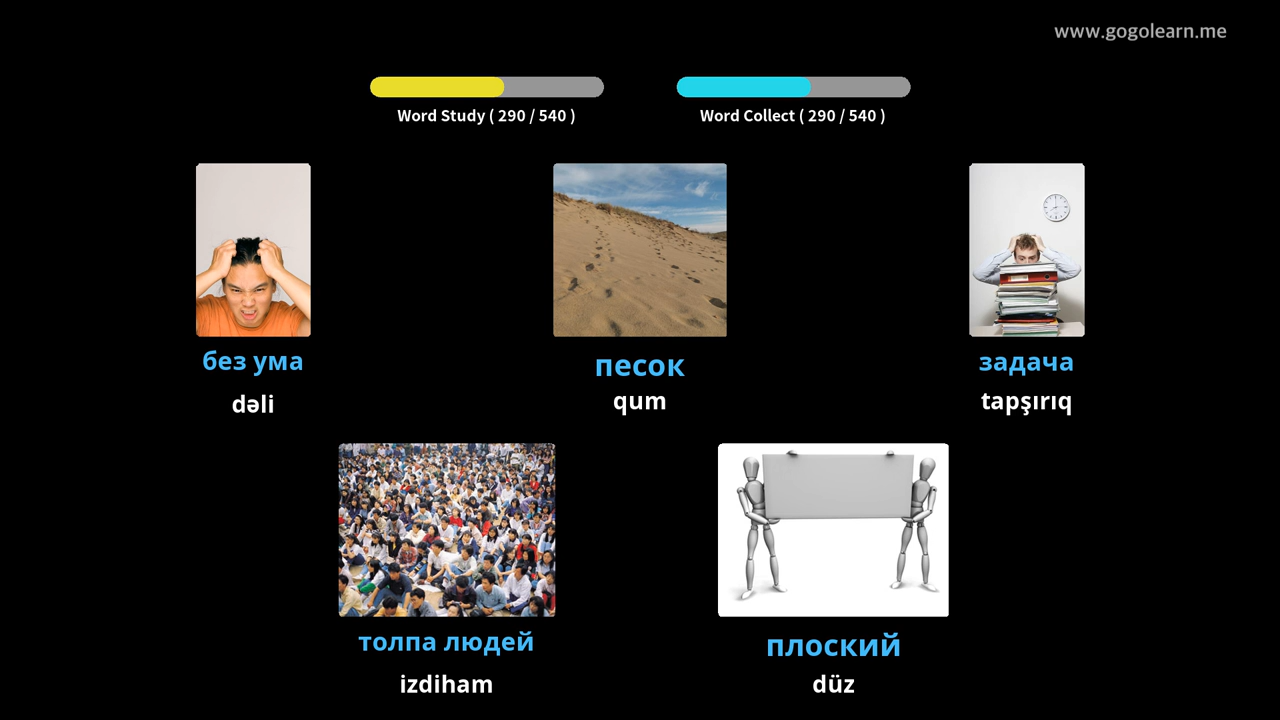 www.gogolearn.me
Word Study ( 290 / 540 )
Word Collect ( 290 / 540 )
без ума
dəli
песок
qum
задача
tapşırıq
толпа людей
izdiham
плоский
düz